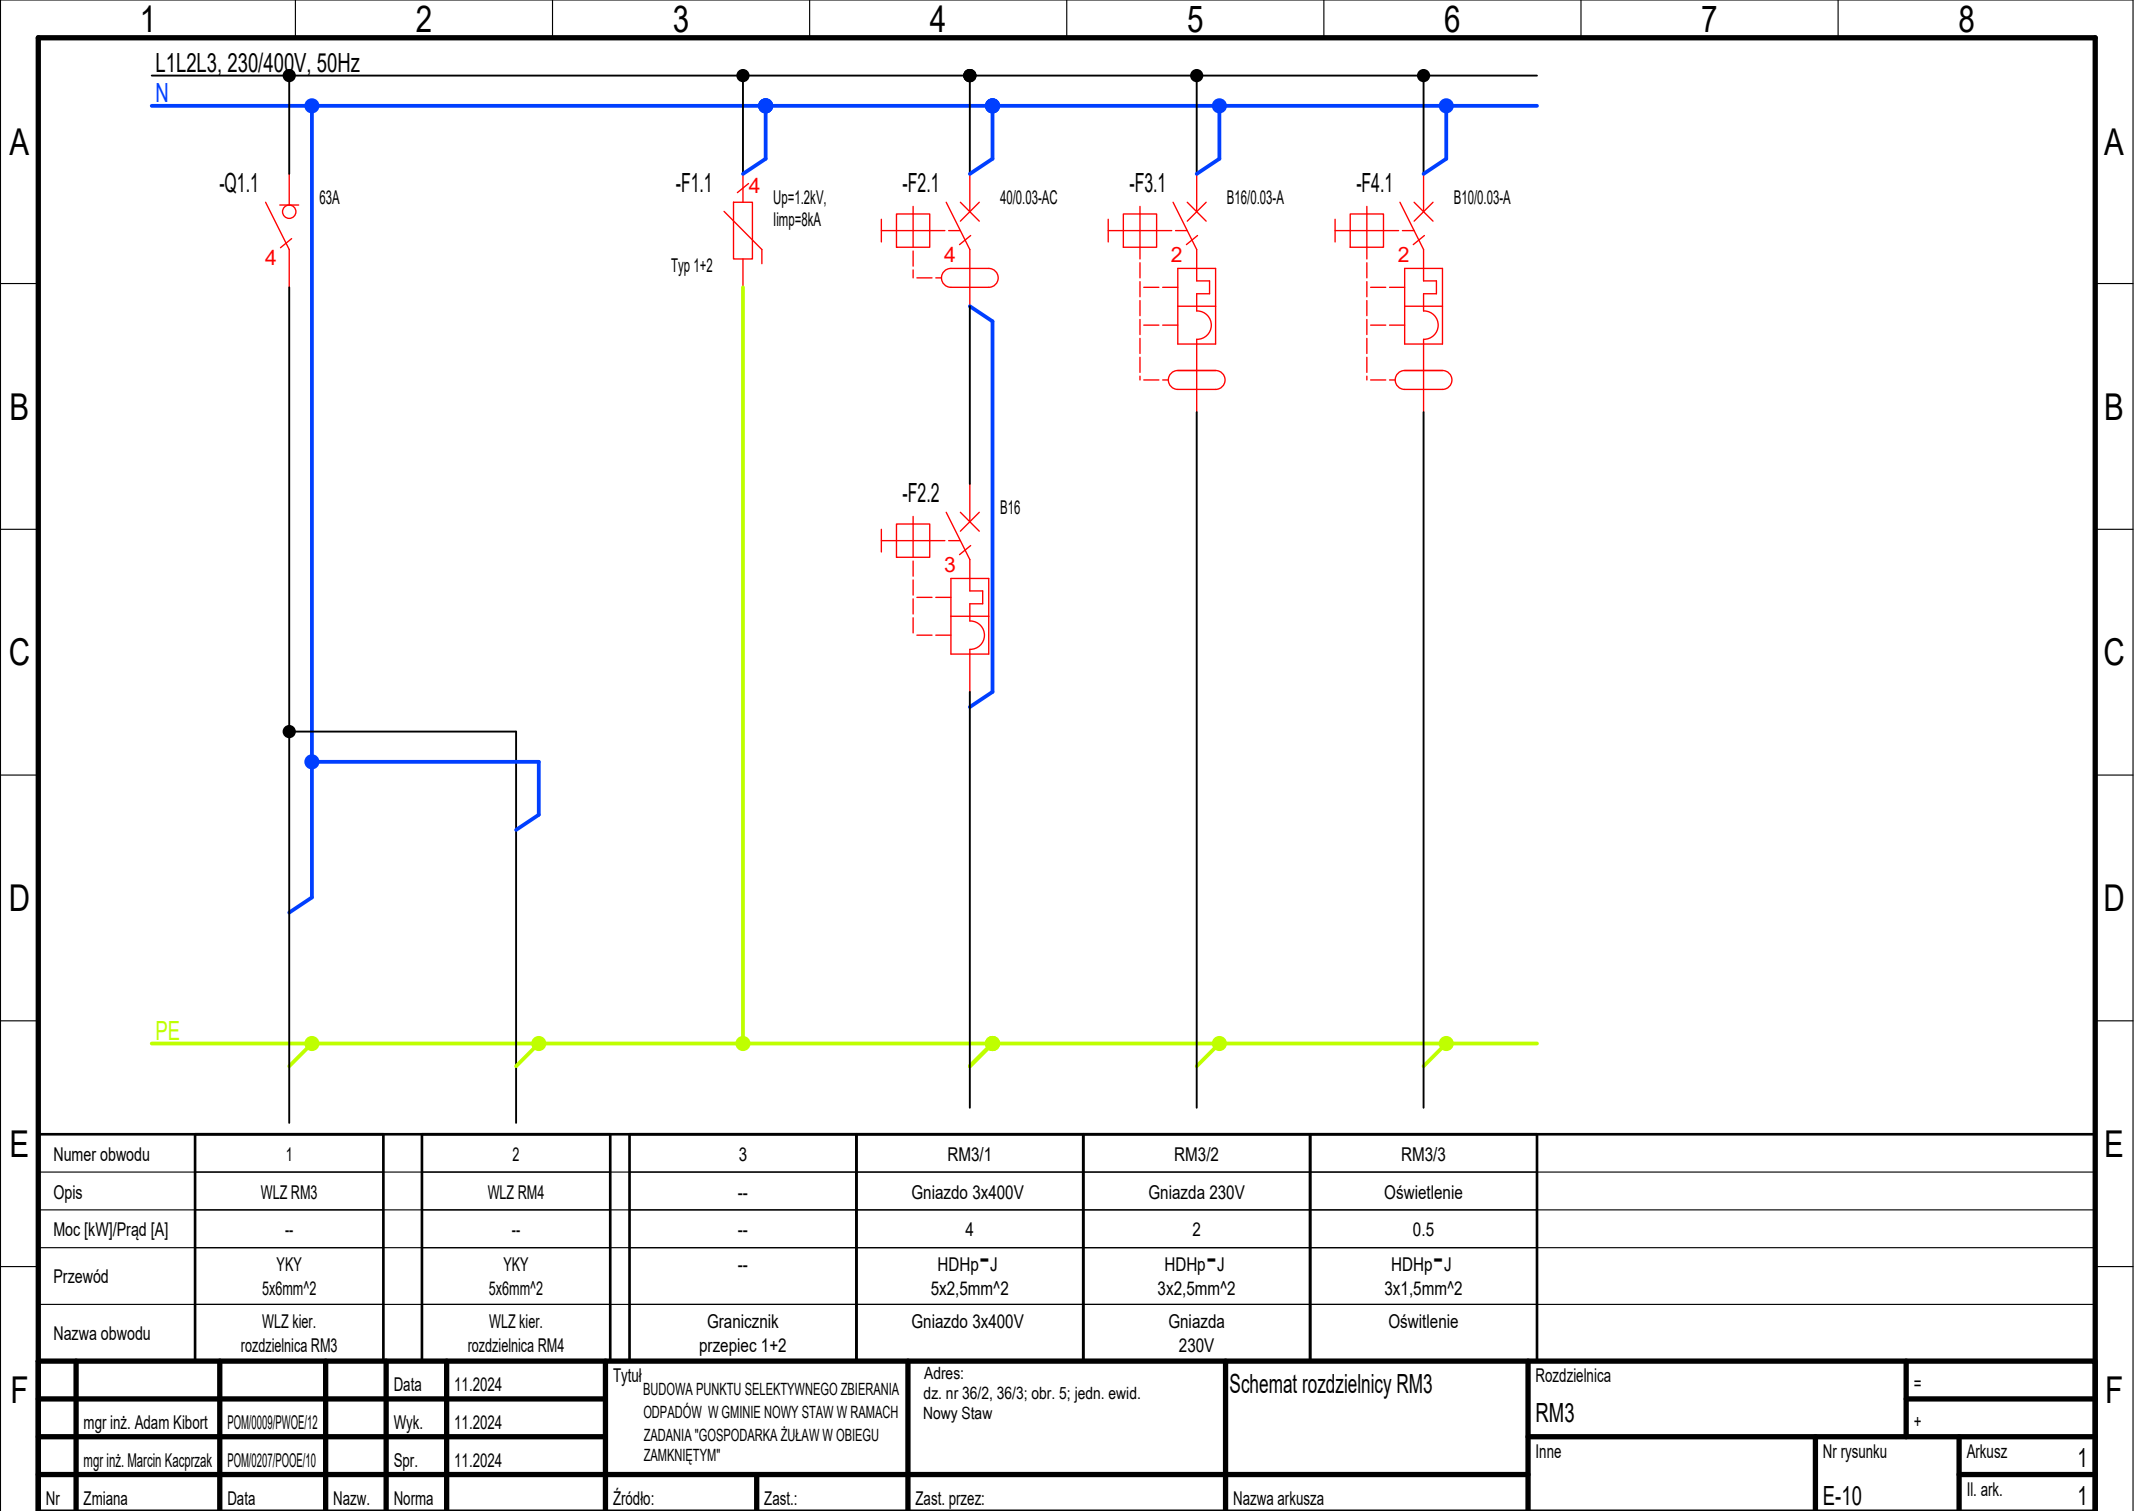 1 2 3 4 5 6 7 8
L1L2L3, 230/400V, 50Hz
N
A A
-Q1.1 63A
4
-F1.1 4 Up=1.2kV,
Iimp=8kA
Typ 1+2
-F2.1 40/0.03-AC
4
-F3.1 B16/0.03-A
2
-F4.1 B10/0.03-A
2
B B
-F2.2 B16
3
C C
D D
PE
E E
Numer obwodu 1 2 3 RM3/1 RM3/2 RM3/3
Opis WLZ RM3 WLZ RM4 -- Gniazdo 3x400V Gniazda 230V Oświetlenie
Moc [kW]/Prąd [A] -- -- -- 4 2 0.5
Przewód YKY YKY -- HDHp-J HDHp-J HDHp-J
5x6mm^2 5x6mm^2 5x2,5mm^2 3x2,5mm^2 3x1,5mm^2
Nazwa obwodu WLZ kier. WLZ kier. Granicznik Gniazdo 3x400V Gniazda Oświtlenie
rozdzielnica RM3 rozdzielnica RM4 przepiec 1+2 230V
F F
Data 11.2024
mgr inż. Adam Kibort POM/0009/PWOE/12 Wyk. 11.2024
mgr inż. Marcin Kacprzak POM/0207/POOE/10 Spr. 11.2024
Nr Zmiana Data Nazw. Norma
Tytuł
BUDOWA PUNKTU SELEKTYWNEGO ZBIERANIA
ODPADÓW W GMINIE NOWY STAW W RAMACH
ZADANIA "GOSPODARKA ŻUŁAW W OBIEGU
ZAMKNIĘTYM"
Źródło: Zast.: Zast. przez:
Adres:
dz. nr 36/2, 36/3; obr. 5; jedn. ewid.
Nowy Staw
Schemat rozdzielnicy RM3
Nazwa arkusza
Rozdzielnica
RM3
=
+
Inne
Nr rysunku
E-10
Arkusz 1
Il. ark. 1